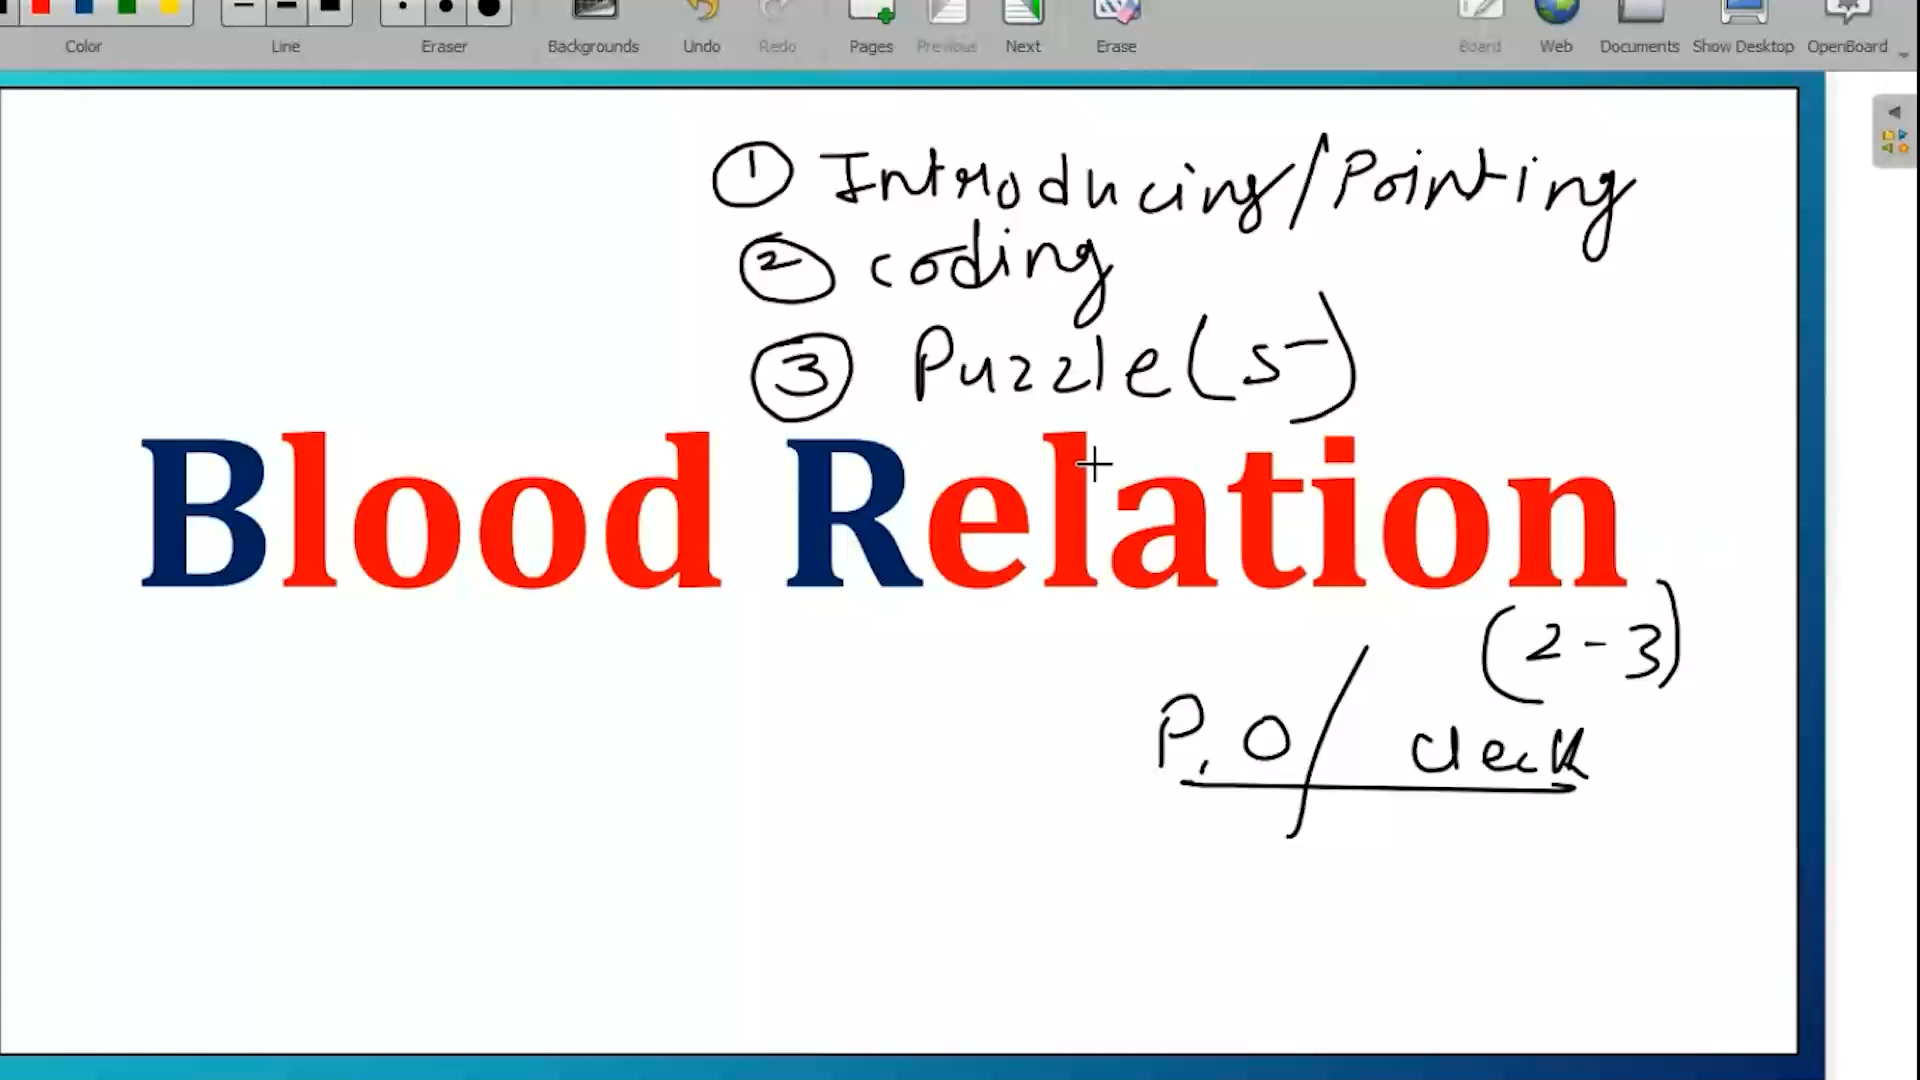 Color Line Eraser Backgrounds Undo Redo Pages Previous Next Erase Board Web Documents Show Desktop OpenBoard
1 Introducing/Pointing
2 coding
3 Puzzle(5)
Blood Relation
(2-3)
P.O/